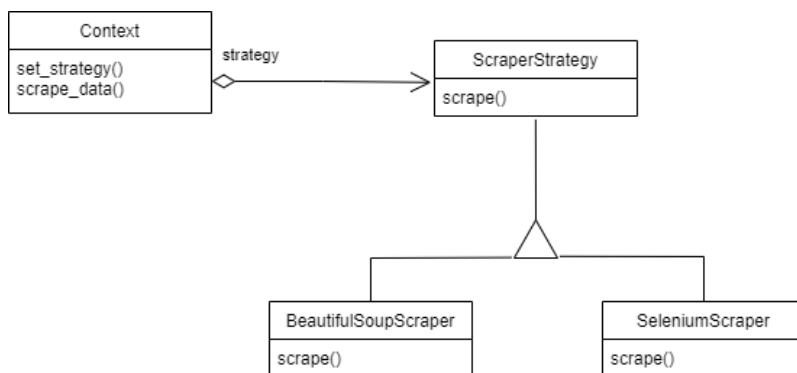 Context
set_strategy()
scrape_data()
strategy
ScraperStrategy
scrape()
BeautifulSoupScraper
scrape()
SeleniumScraper
scrape()